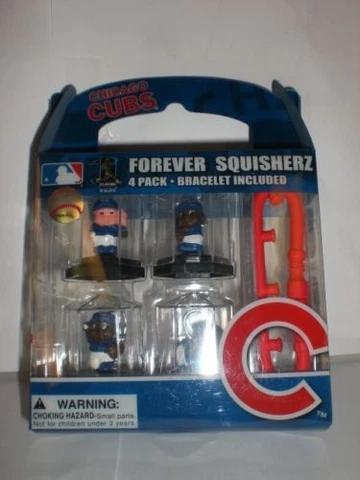 CHICAGO
CUBS
FOREVER SQUISHERZ
4 PACK • BRACELET INCLUDED
C
TM
WARNING:
CHOKING HAZARD-Small parts.
Not for children under 3 years.